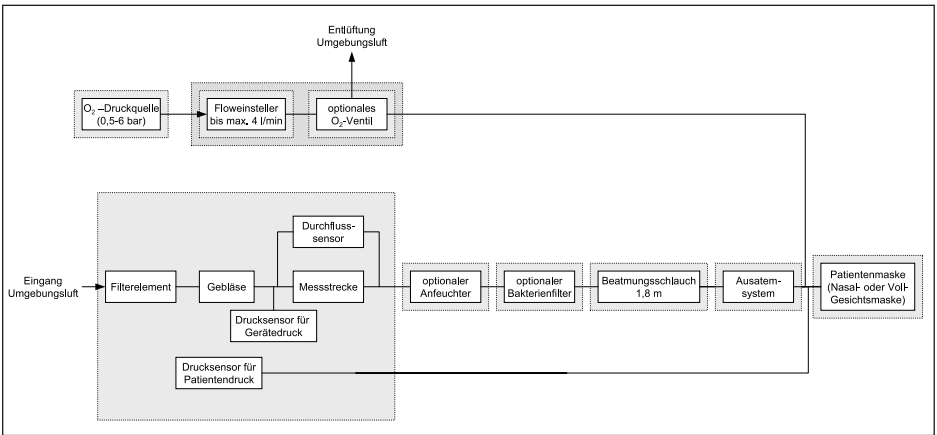 Entlüftung
Umgebungsluft
O₂ –Druckquelle
(0,5-6 bar)
Floweinsteller
bis max. 4 l/min
optionales
O₂-Ventil
Durchfluss-
sensor
Eingang
Umgebungsluft
Filterelement
Gebläse
Messstrecke
optionaler
Anfeuchter
optionaler
Bakterienfilter
Beatmungsschlauch
1,8 m
Ausatem-
system
Patientenmaske
(Nasal- oder Voll-
Gesichtsmaske)
Drucksensor für
Gerätedruck
Drucksensor für
Patientendruck